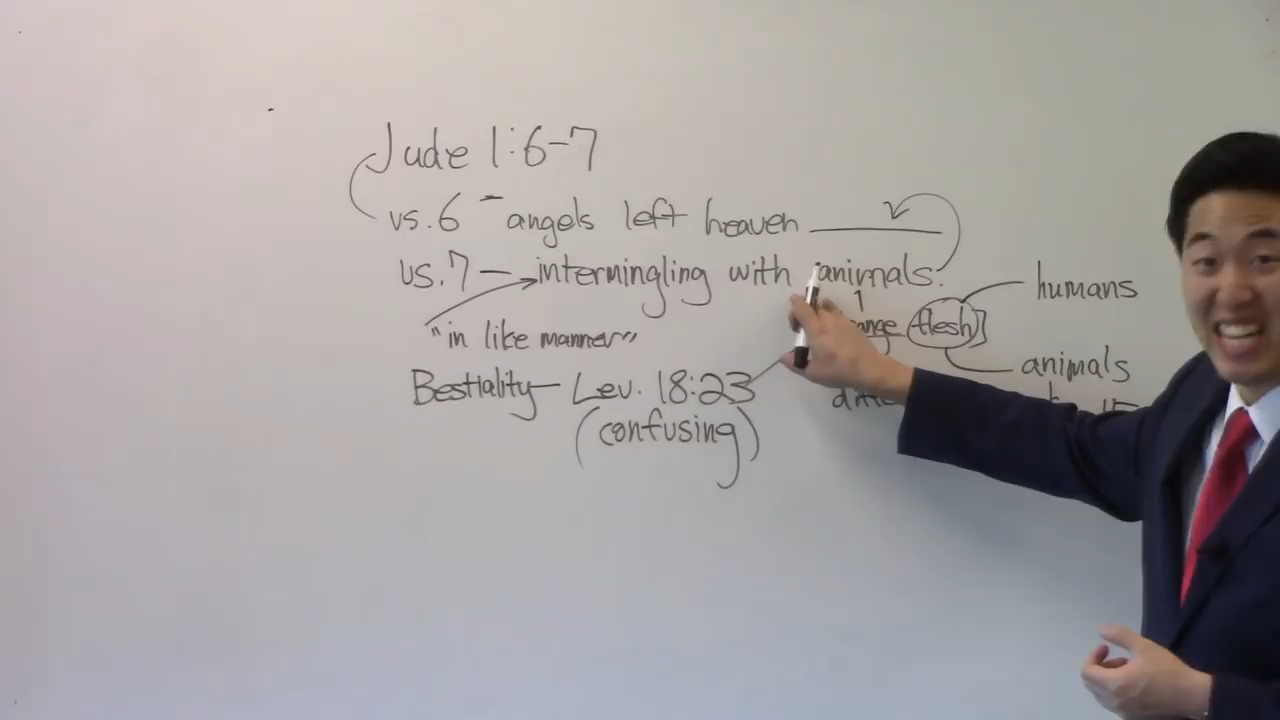 Jude 1:6-7
vs.6 - angels left heaven ______
vs.7 — intermingling with animals.
humans
flesh]
"in like manner"
animals
Bestiality - Lev. 18:23
(confusing)